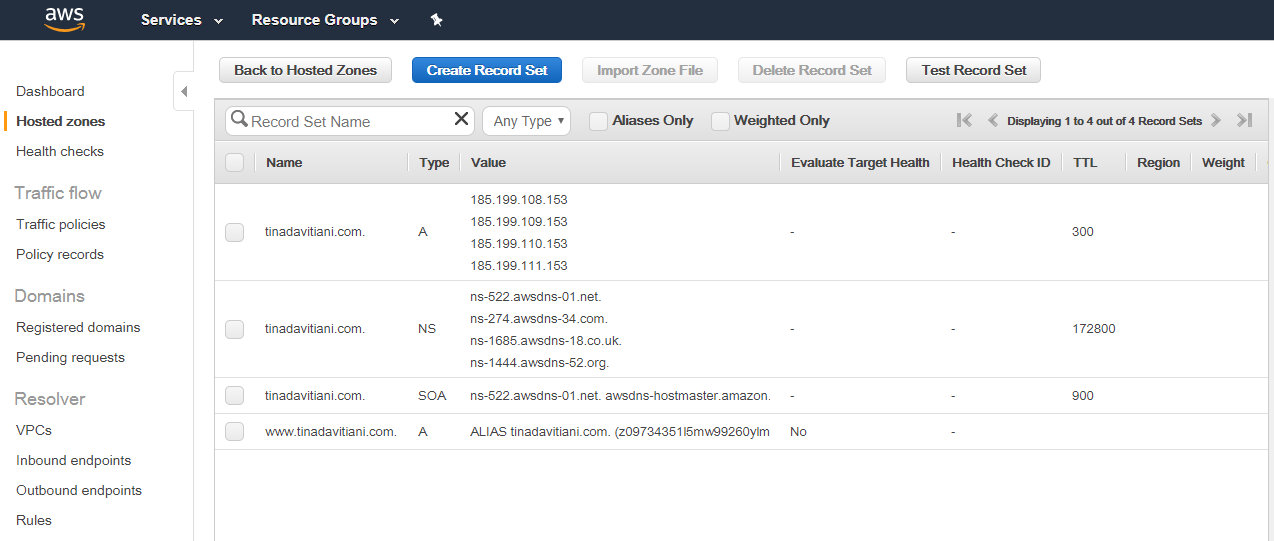 aws Services Resource Groups
Back to Hosted Zones Create Record Set Import Zone File Delete Record Set Test Record Set
Dashboard
Hosted zones
Health checks
Traffic flow
Traffic policies
Policy records
Domains
Registered domains
Pending requests
Resolver
VPCs
Inbound endpoints
Outbound endpoints
Rules
Record Set Name Any Type Aliases Only Weighted Only Displaying 1 to 4 out of 4 Record Sets
Name Type Value Evaluate Target Health Health Check ID TTL Region Weight
185.199.108.153
185.199.109.153
tinadavitiani.com. A - - 300
185.199.110.153
185.199.111.153
ns-522.awsdns-01.net.
ns-274.awsdns-34.com.
tinadavitiani.com. NS - - 172800
ns-1685.awsdns-18.co.uk.
ns-1444.awsdns-52.org.
tinadavitiani.com. SOA ns-522.awsdns-01.net. awsdns-hostmaster.amazon. - - 900
www.tinadavitiani.com. A ALIAS tinadavitiani.com. (z09734351l5mw99260ylm No -